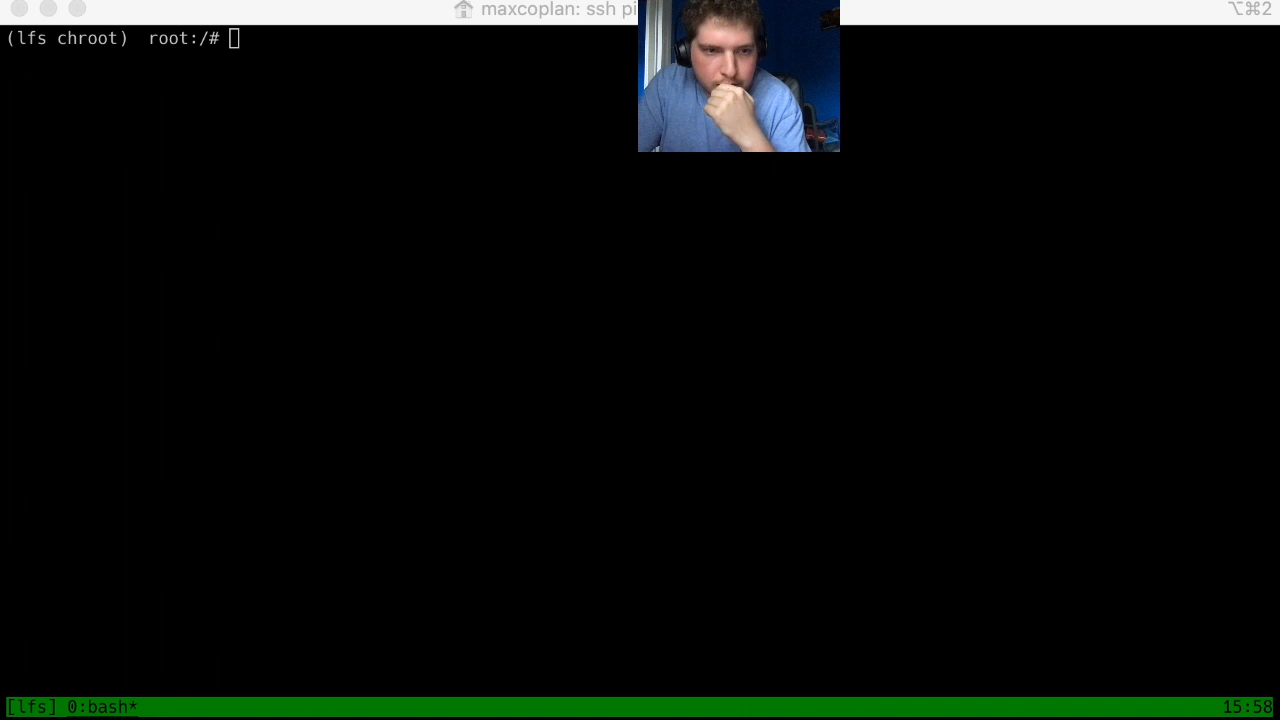 maxcoplan: ssh pi
⌥⌘2
(lfs chroot)  root:/#
[lfs] 0:bash*
15:58